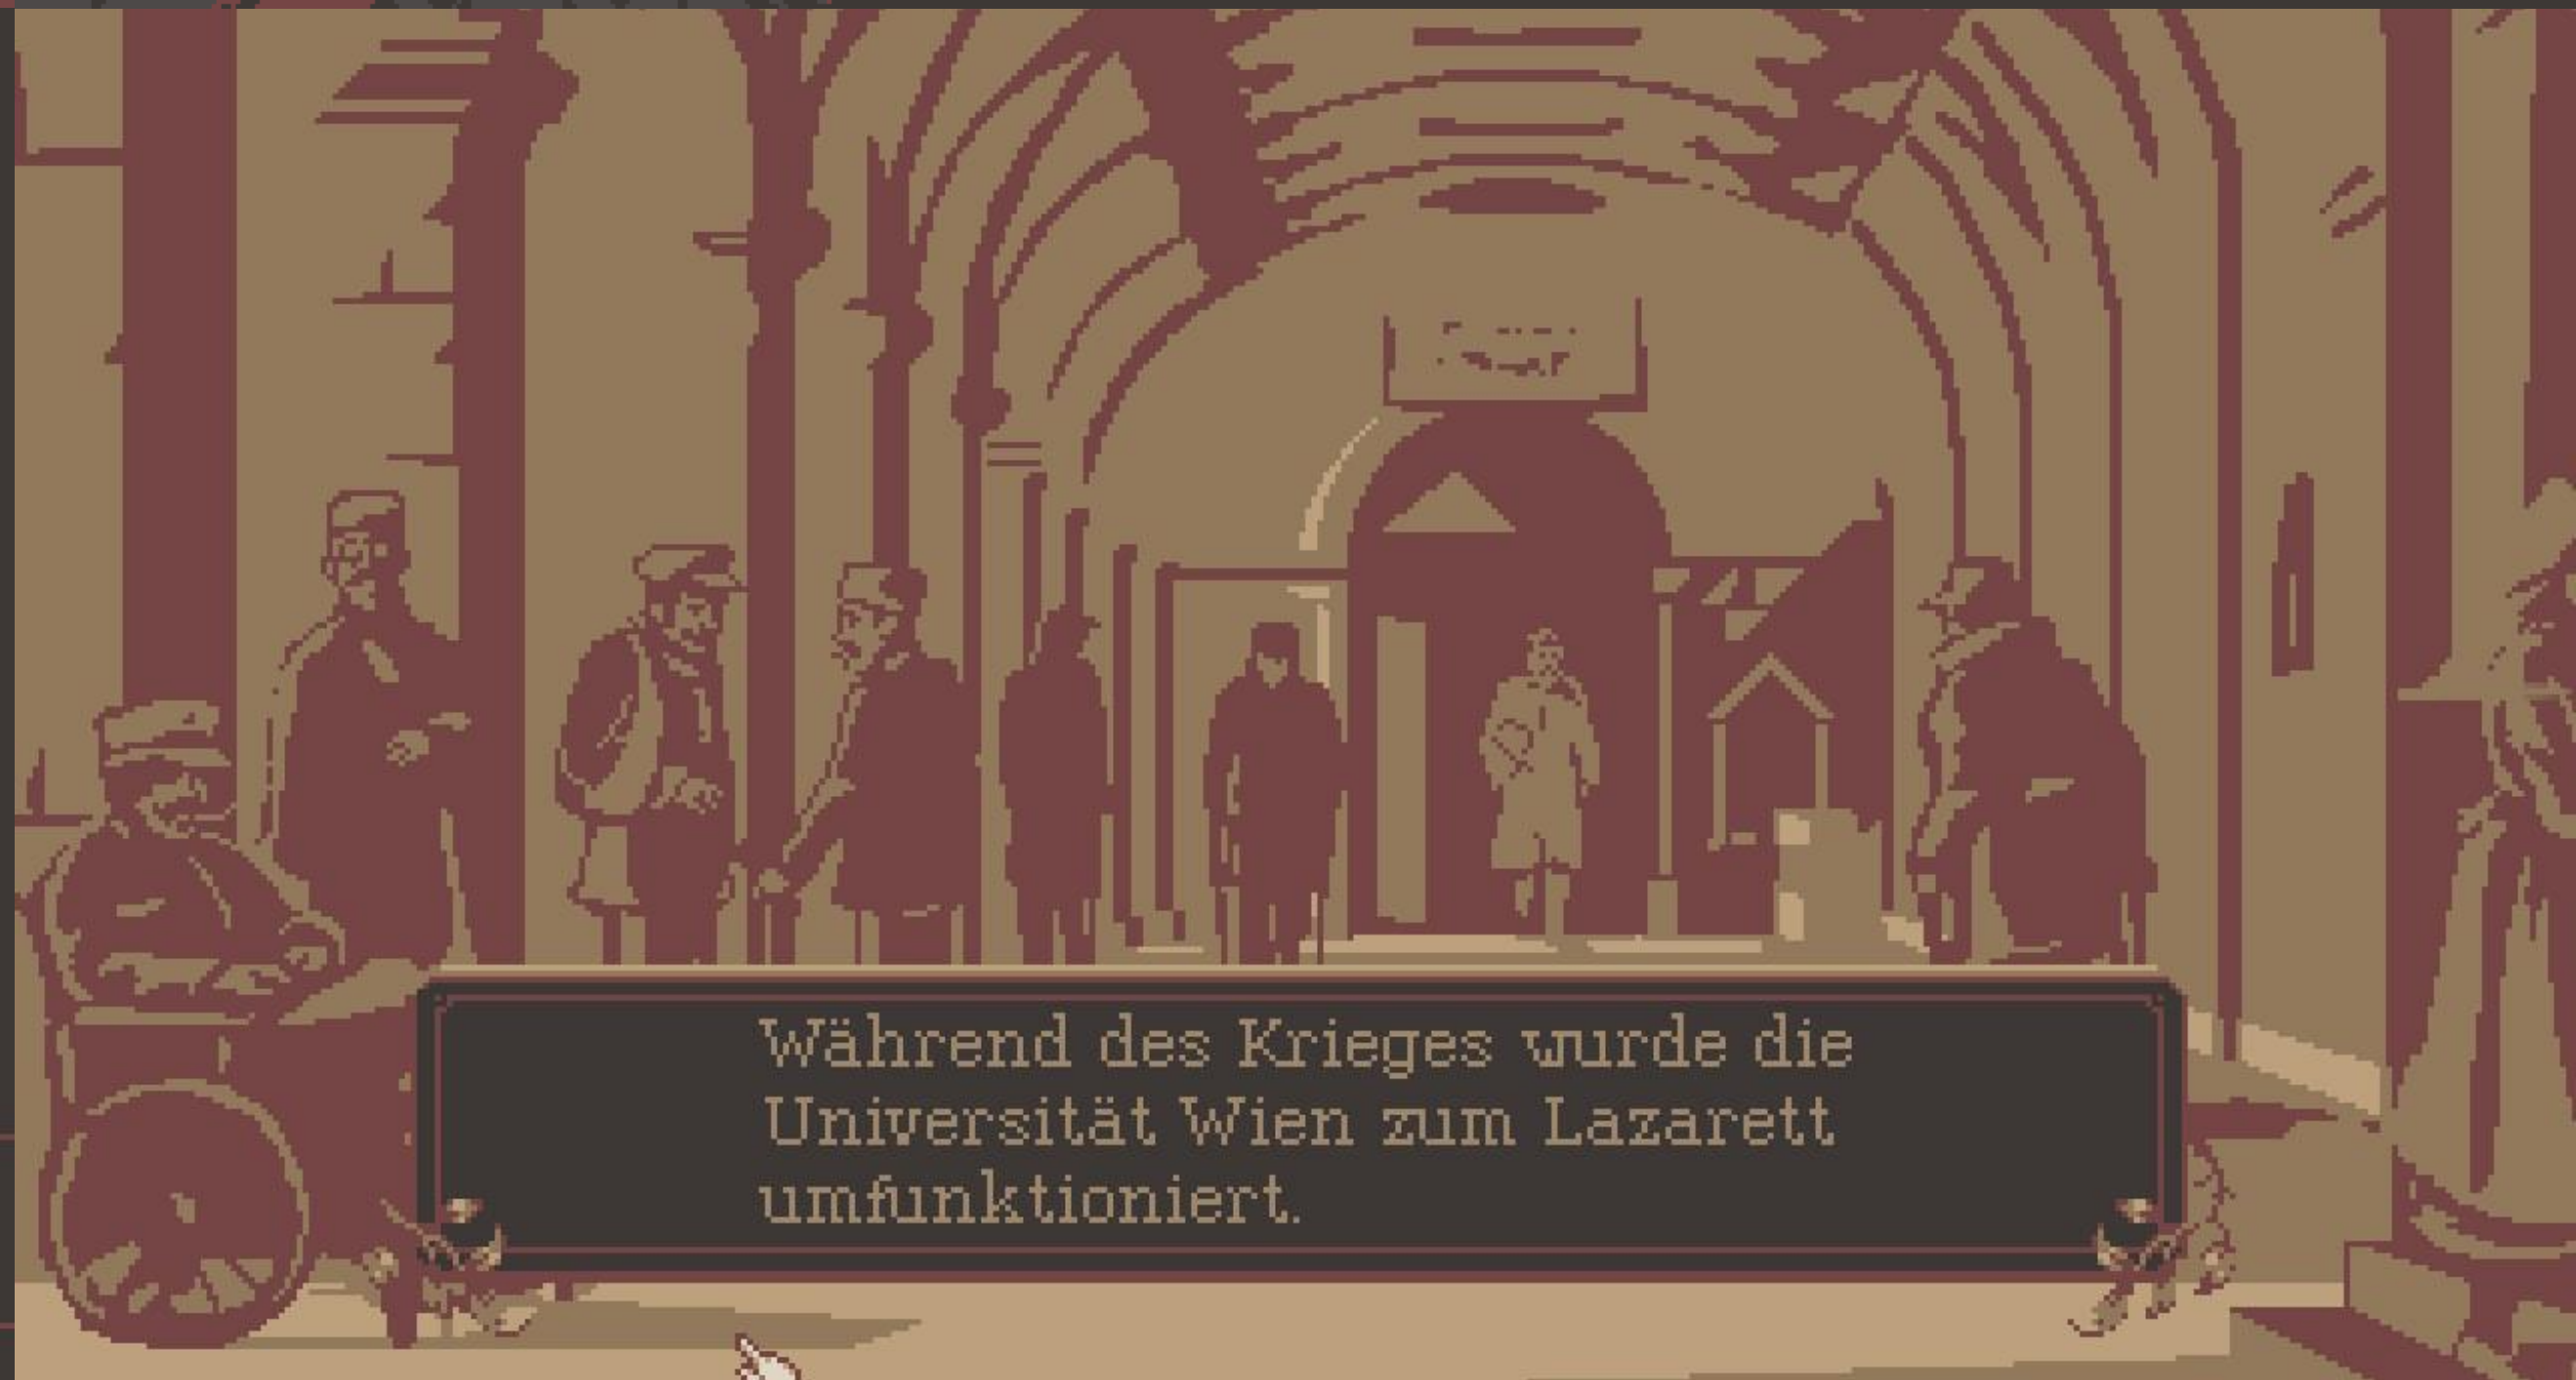 Während des Krieges wurde die
Universität Wien zum Lazarett
umfunktioniert.